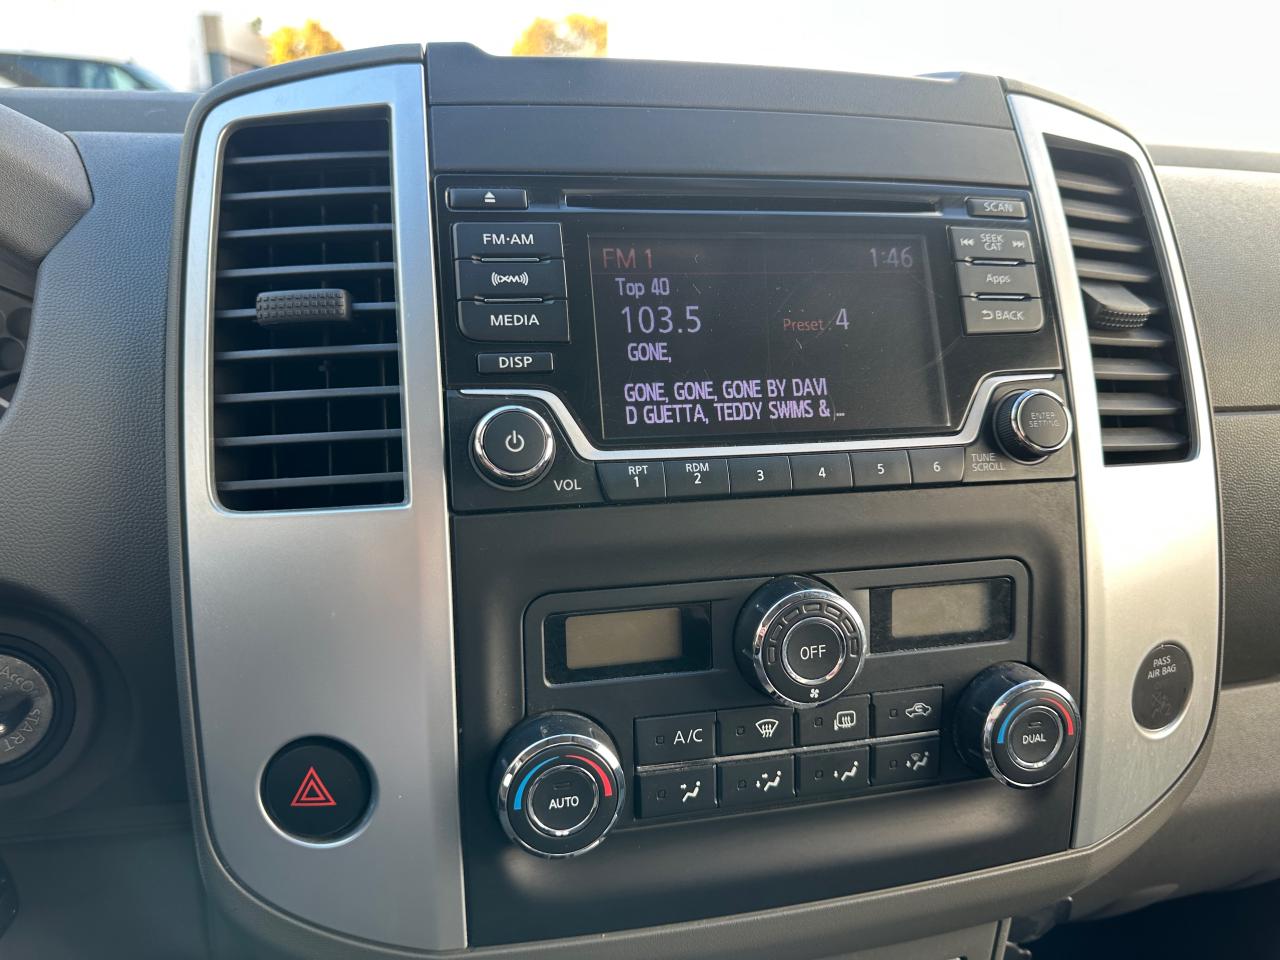 SCAN
FM·AM
SEEK
CAT
XM
Apps
MEDIA
BACK
DISP
FM 1 1:46
Top 40
103.5 Preset : 4
GONE,
GONE, GONE, GONE BY DAVI
D GUETTA, TEDDY SWIMS & ...
ENTER
SETTING
VOL
RPT
1
RDM
2
3
4
5
6
TUNE
SCROLL
OFF
PASS
AIR BAG
A/C
AUTO
DUAL
ACC
START